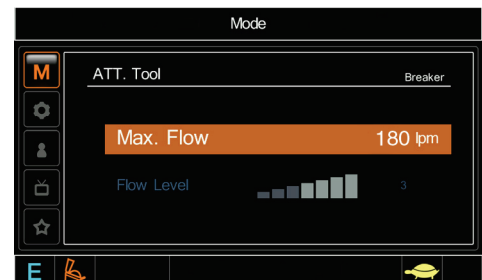 Mode
M
ATT. Tool Breaker
Max. Flow 180 lpm
Flow Level 3
E